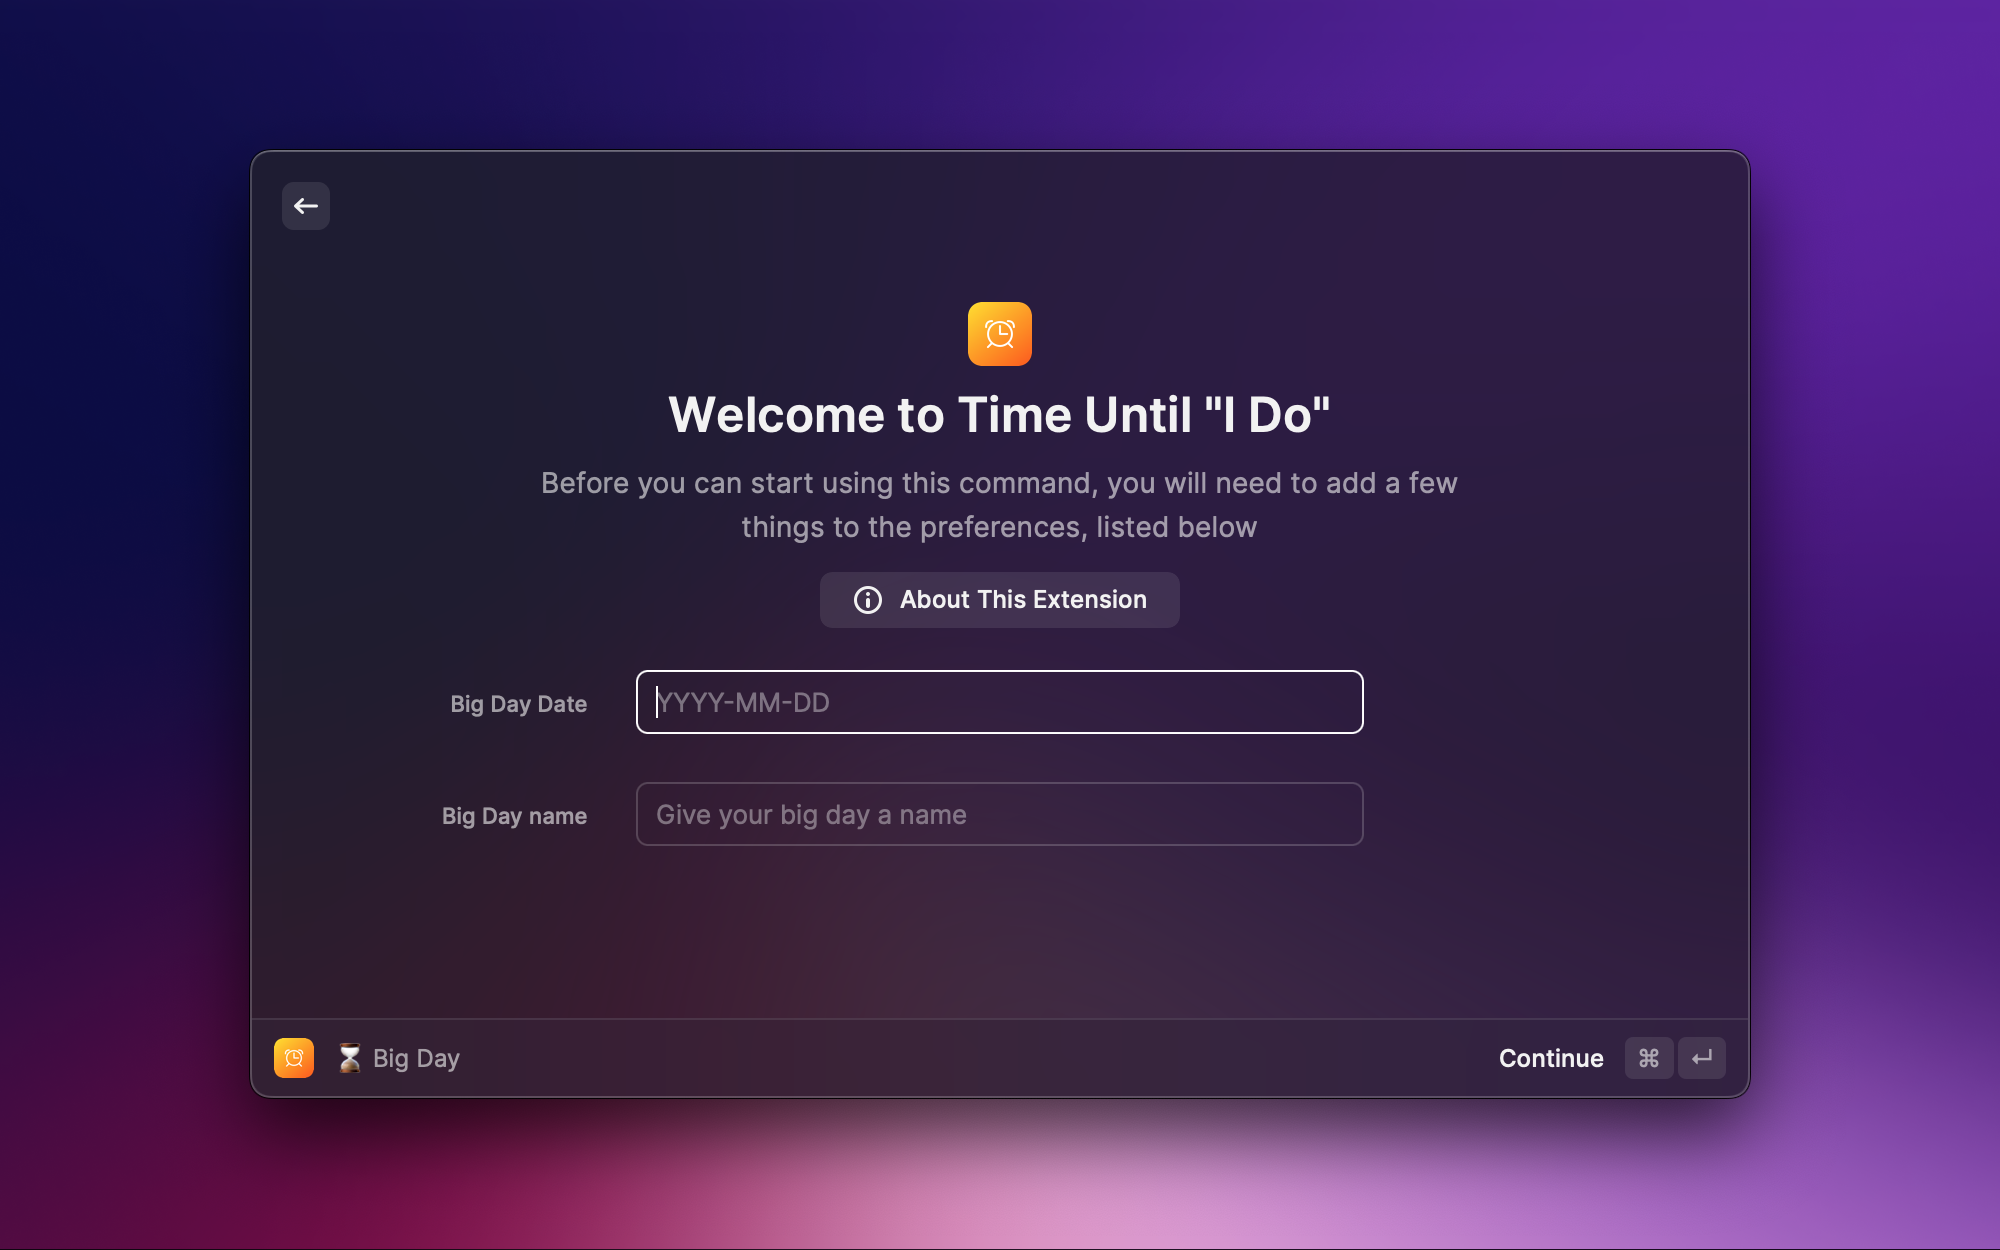 Welcome to Time Until "I Do"
Before you can start using this command, you will need to add a few
things to the preferences, listed below
About This Extension
Big Day Date
YYYY-MM-DD
Big Day name
Give your big day a name
Big Day
Continue